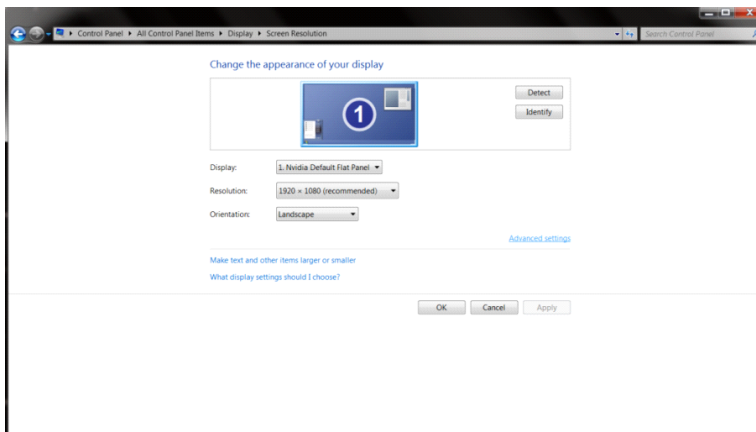 Control Panel ▸ All Control Panel Items ▸ Display ▸ Screen Resolution
Search Control Panel
Change the appearance of your display
1
Detect
Identify
Display: 1. Nvidia Default Flat Panel
Resolution: 1920 × 1080 (recommended)
Orientation: Landscape
Advanced settings
Make text and other items larger or smaller
What display settings should I choose?
OK Cancel Apply